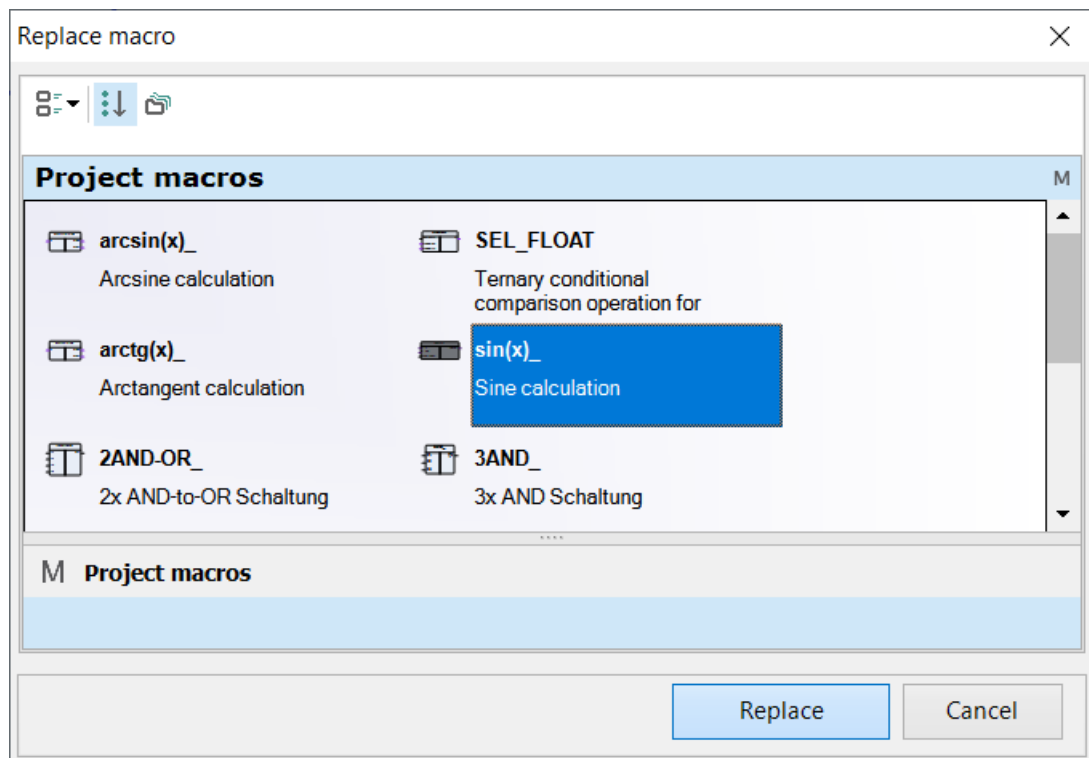 Replace macro
Project macros
M
arcsin(x)_
Arcsine calculation
SEL_FLOAT
Ternary conditional
comparison operation for
arctg(x)_
Arctangent calculation
sin(x)_
Sine calculation
2AND-OR_
2x AND-to-OR Schaltung
3AND_
3x AND Schaltung
M Project macros
Replace
Cancel